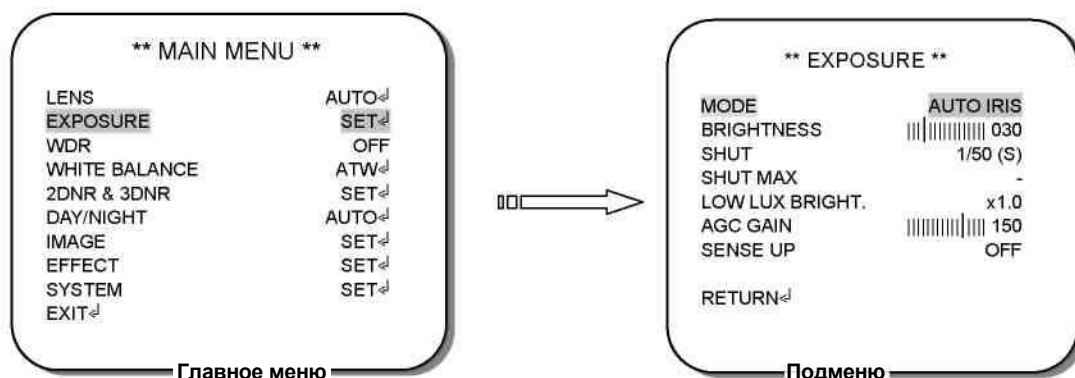 ** MAIN MENU **
LENS AUTO↲
EXPOSURE SET↲
WDR OFF
WHITE BALANCE ATW↲
2DNR & 3DNR SET↲
DAY/NIGHT AUTO↲
IMAGE SET↲
EFFECT SET↲
SYSTEM SET↲
EXIT↲
Главное меню
** EXPOSURE **
MODE AUTO IRIS
BRIGHTNESS 030
SHUT 1/50 (S)
SHUT MAX -
LOW LUX BRIGHT. x1.0
AGC GAIN 150
SENSE UP OFF
RETURN↲
Подменю